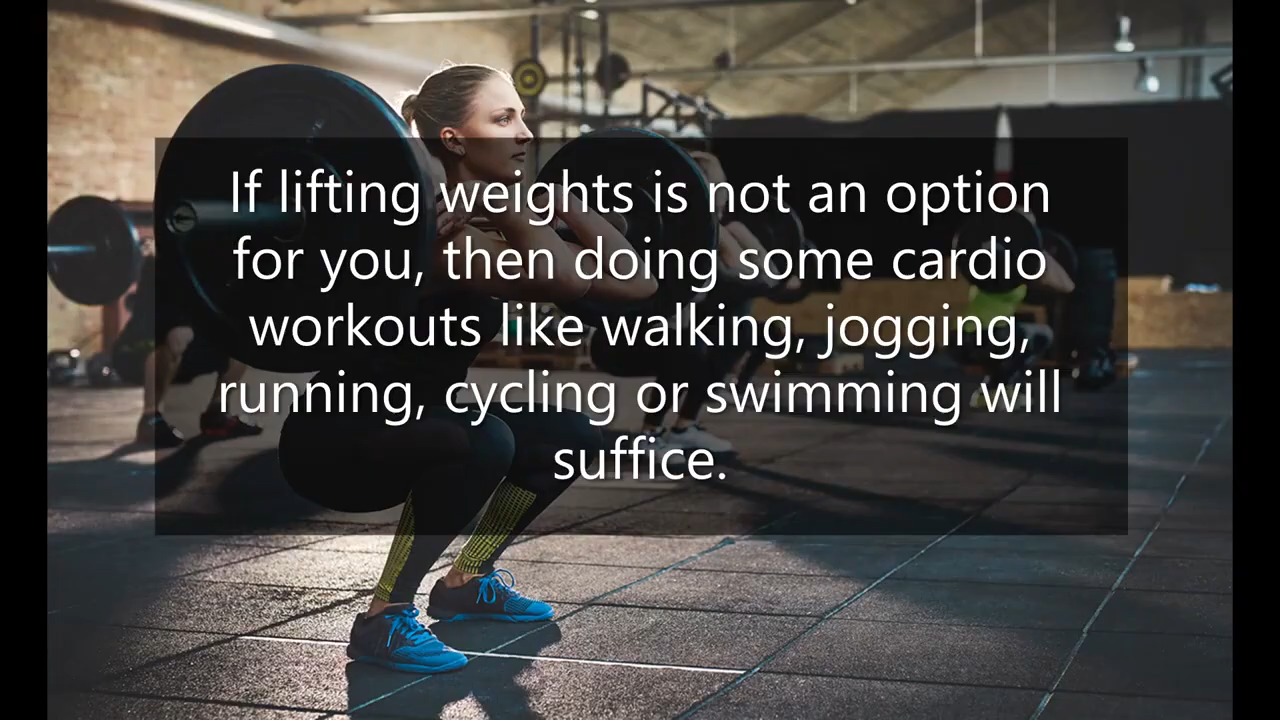 If lifting weights is not an option
for you, then doing some cardio
workouts like walking, jogging,
running, cycling or swimming will
suffice.